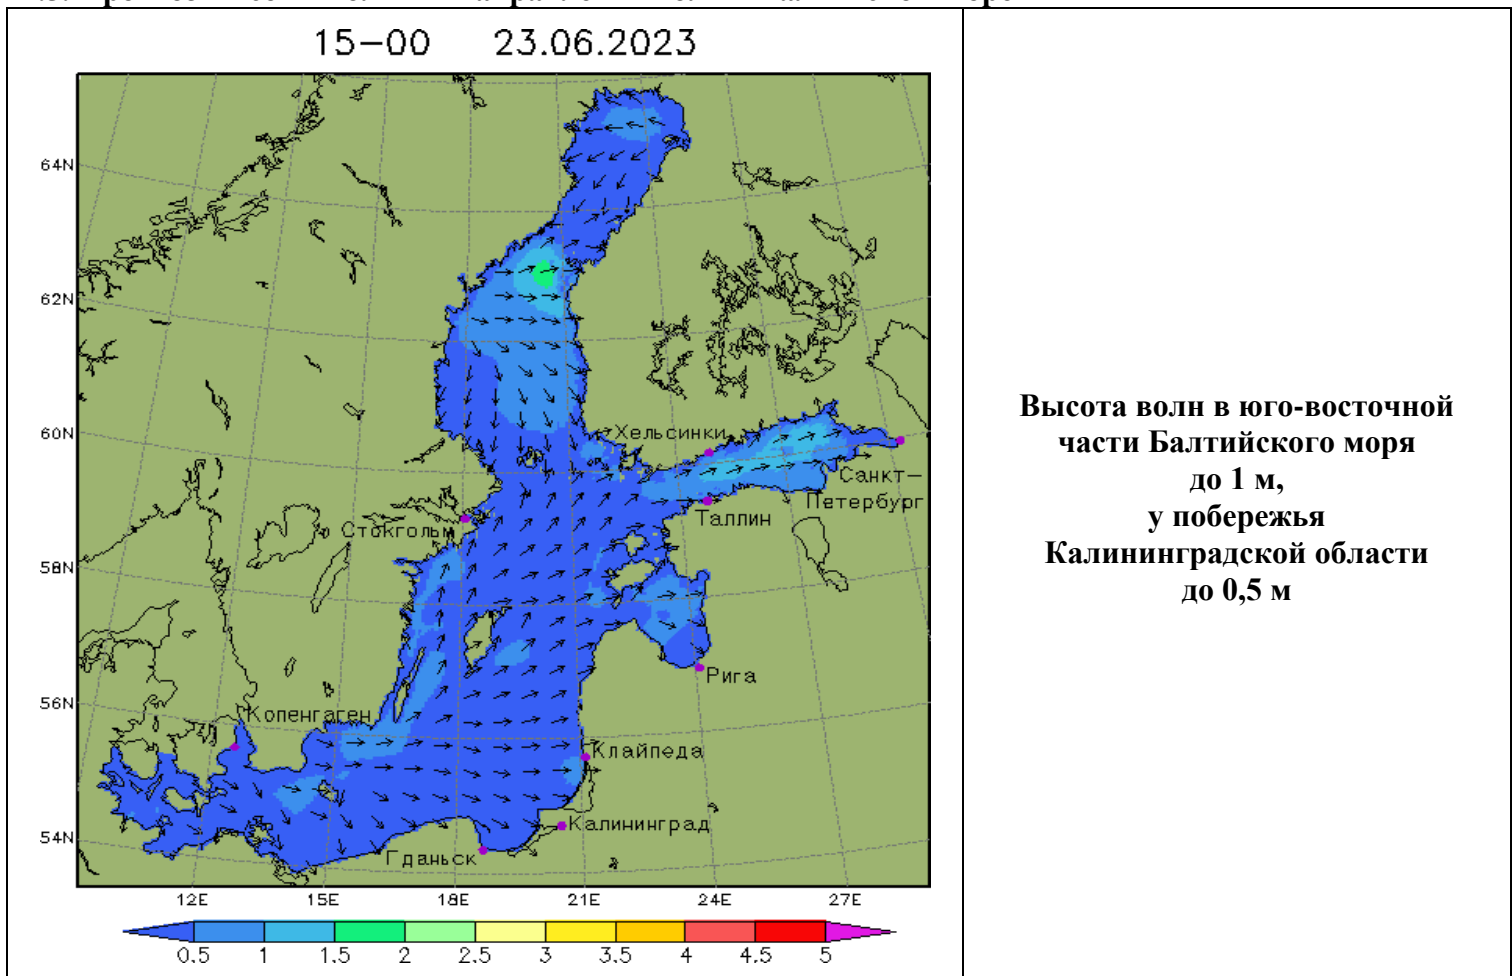 15-00 23.06.2023
64N
62N
60N
58N
56N
54N
Хельсинки
Санкт-
Петербург
Таллин
Стокгольм
Рига
Копенгаген
Клайпеда
Калининград
Гданьск
12E 15E 18E 21E 24E 27E
0.5 1 1.5 2 2.5 3 3.5 4 4.5 5
Высота волн в юго-восточной
части Балтийского моря
до 1 м,
у побережья
Калининградской области
до 0,5 м